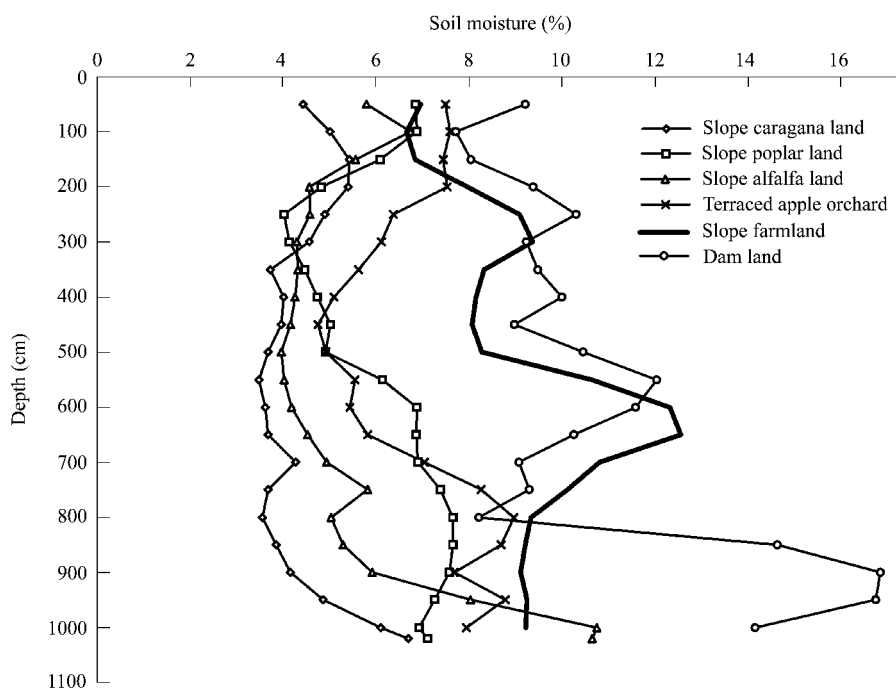 Soil moisture (%)
0 2 4 6 8 10 12 14 16
0
100
200
300
400
500
600
700
800
900
1000
1100
Depth (cm)
Slope caragana land
Slope poplar land
Slope alfalfa land
Terraced apple orchard
Slope farmland
Dam land